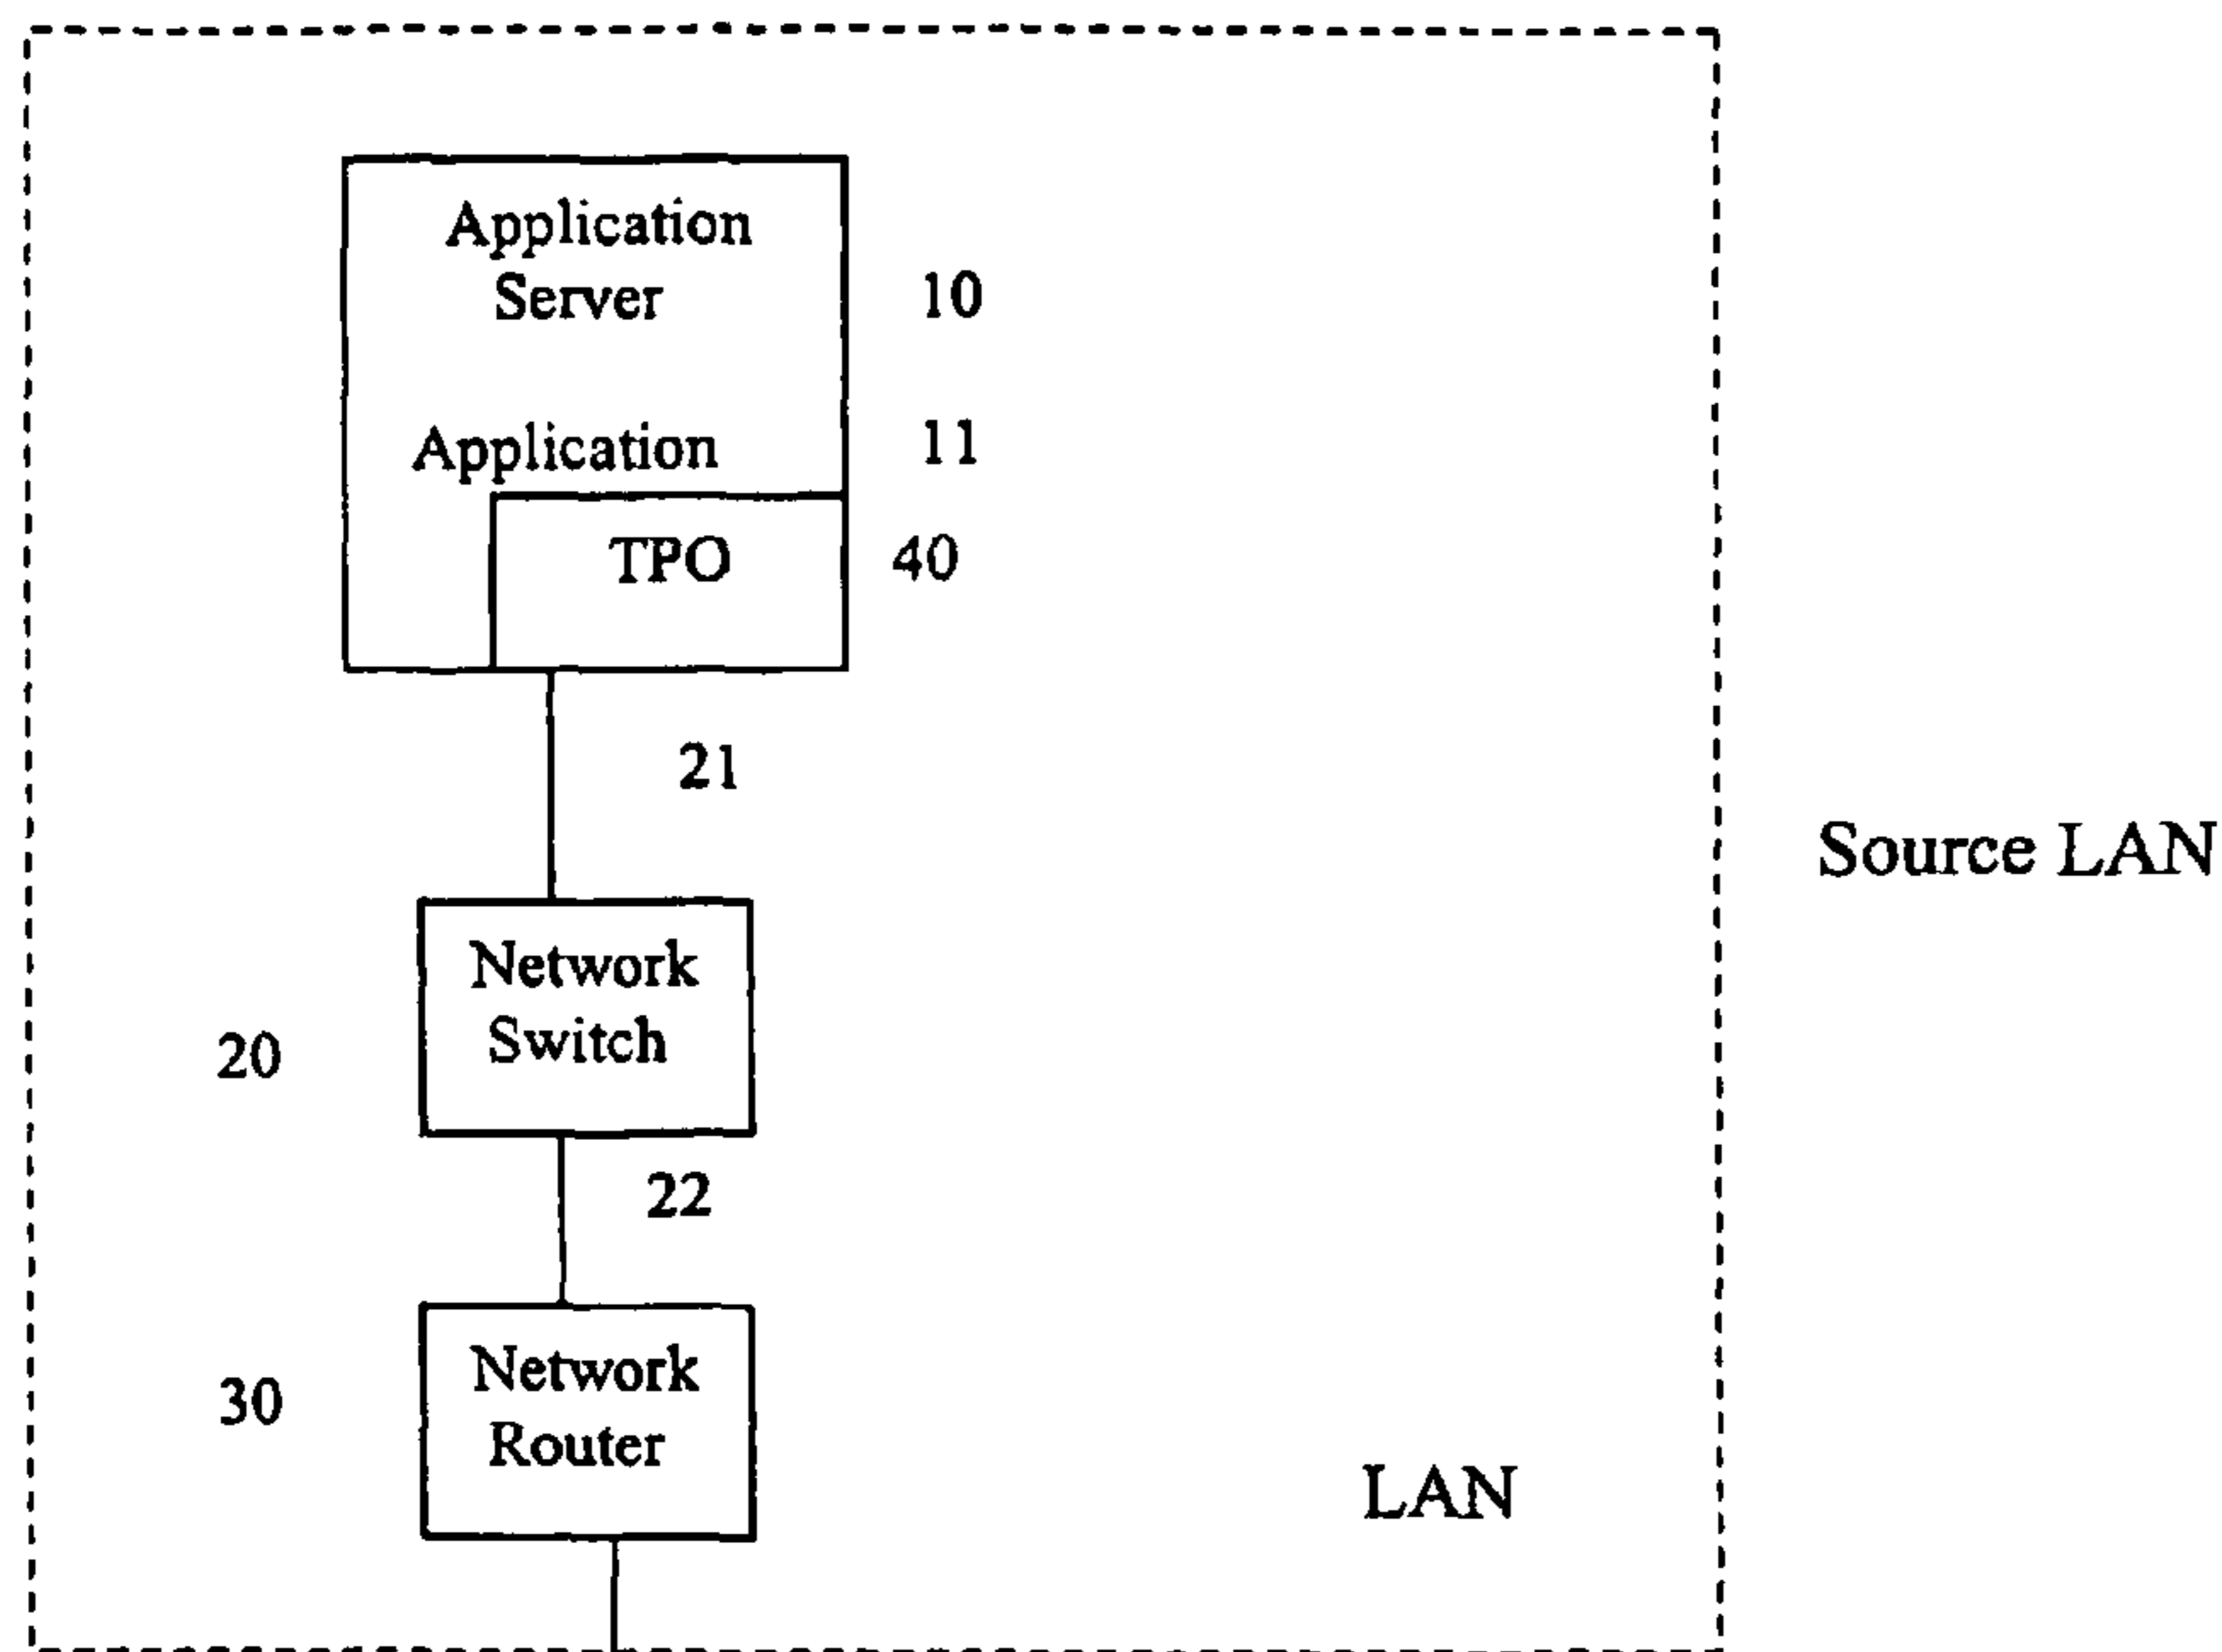 Application
Server
10
Application
11
TPO
40
21
Source LAN
Network
Switch
20
22
Network
Router
30
LAN